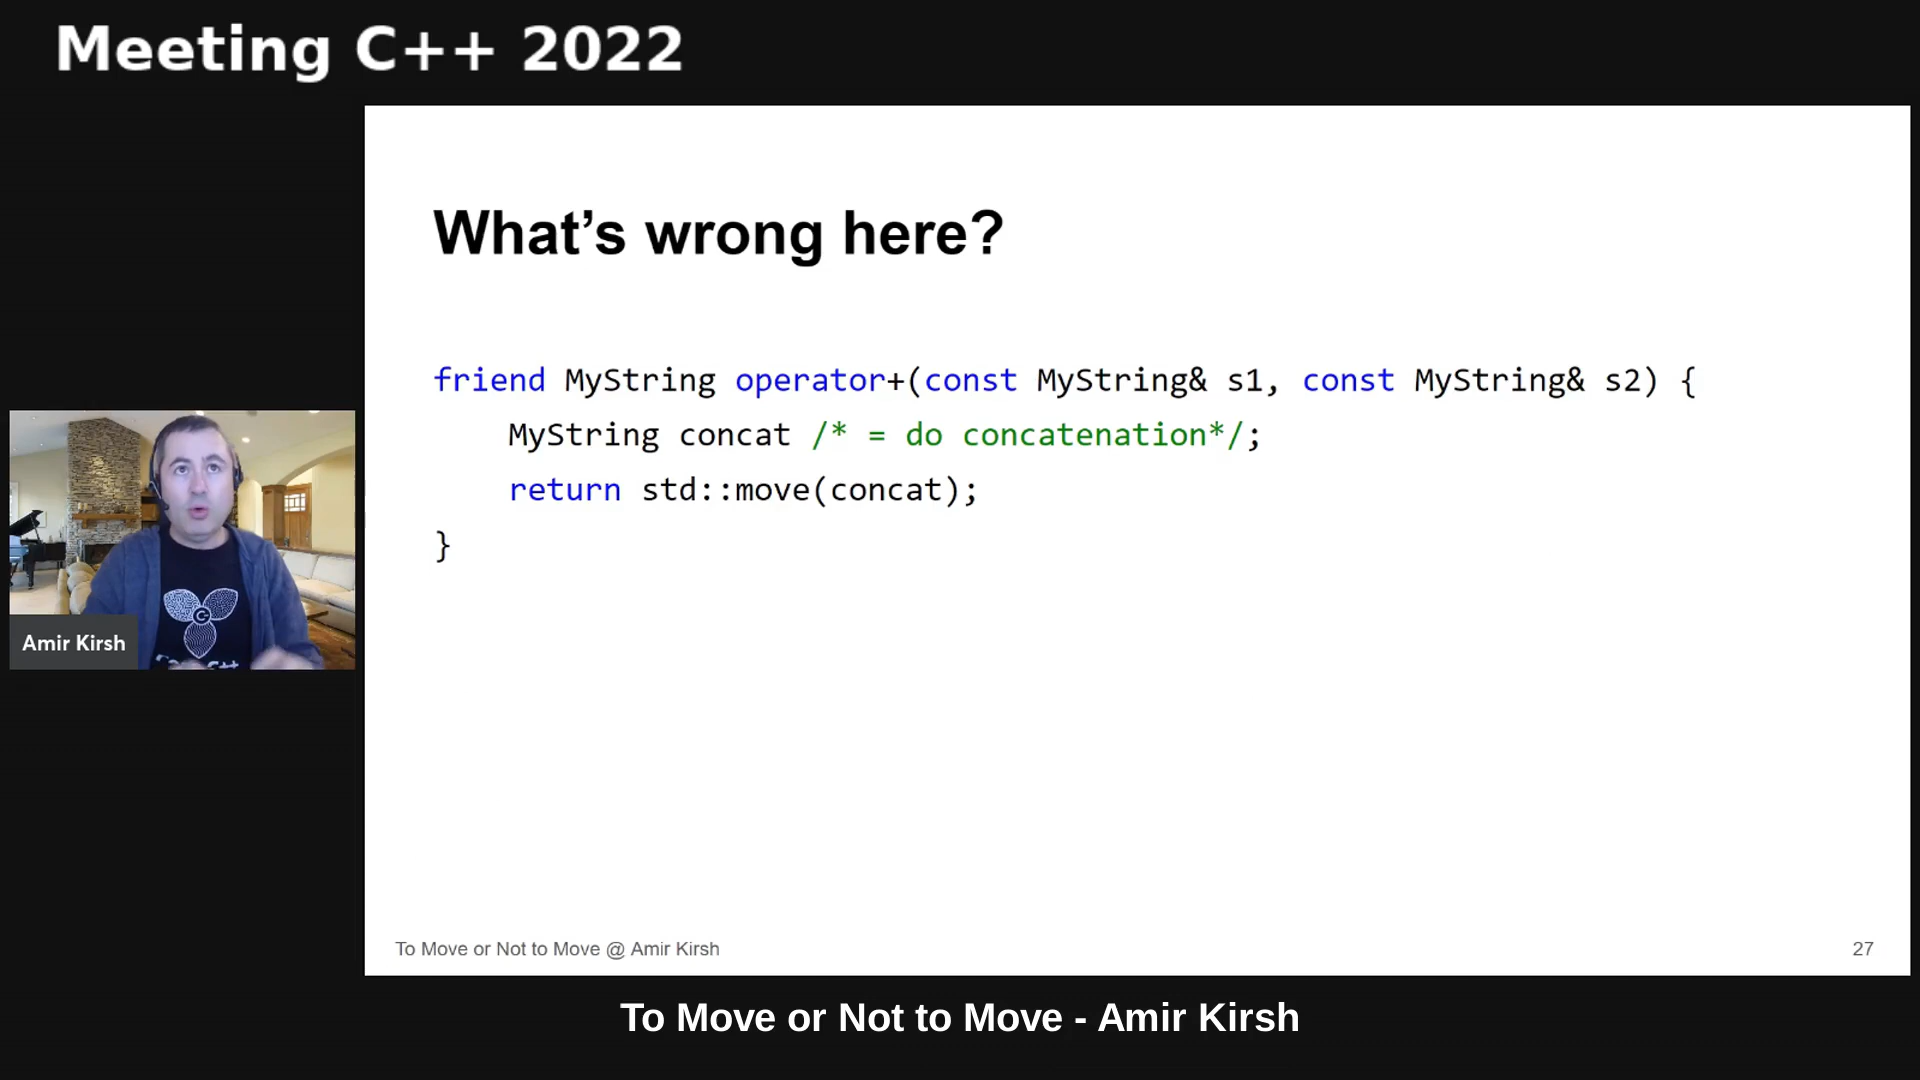 Meeting C++ 2022
What's wrong here?
friend MyString operator+(const MyString& s1, const MyString& s2) {
MyString concat /* = do concatenation*/;
return std::move(concat);
}
Amir Kirsh
To Move or Not to Move @ Amir Kirsh
27
To Move or Not to Move - Amir Kirsh